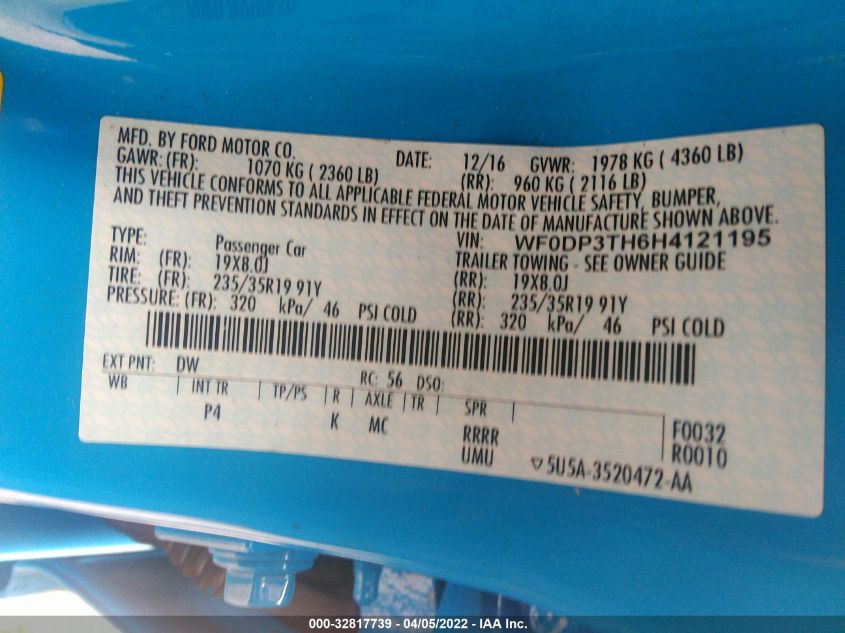 MFD. BY FORD MOTOR CO. DATE: 12/16 GVWR: 1978 KG ( 4360 LB)
GAWR: (FR): 1070 KG ( 2360 LB) (RR): 960 KG ( 2116 LB)
THIS VEHICLE CONFORMS TO ALL APPLICABLE FEDERAL MOTOR VEHICLE SAFETY, BUMPER,
AND THEFT PREVENTION STANDARDS IN EFFECT ON THE DATE OF MANUFACTURE SHOWN ABOVE.
TYPE: Passenger Car VIN: WF0DP3TH6H4121195
RIM: (FR): 19X8.0J TRAILER TOWING - SEE OWNER GUIDE
(RR): 19X8.0J
TIRE: (FR): 235/35R19 91Y (RR): 235/35R19 91Y
PRESSURE: (FR): 320 kPa/ 46 PSI COLD (RR): 320 kPa/ 46 PSI COLD
EXT PNT: DW RC: 56 DSO:
WB | INT TR | TP/PS | R | AXLE | TR | SPR |
P4 K MC RRRR F0032
UMU R0010
▽5U5A-3520472-AA
000-32817739 - 04/05/2022 - IAA Inc.